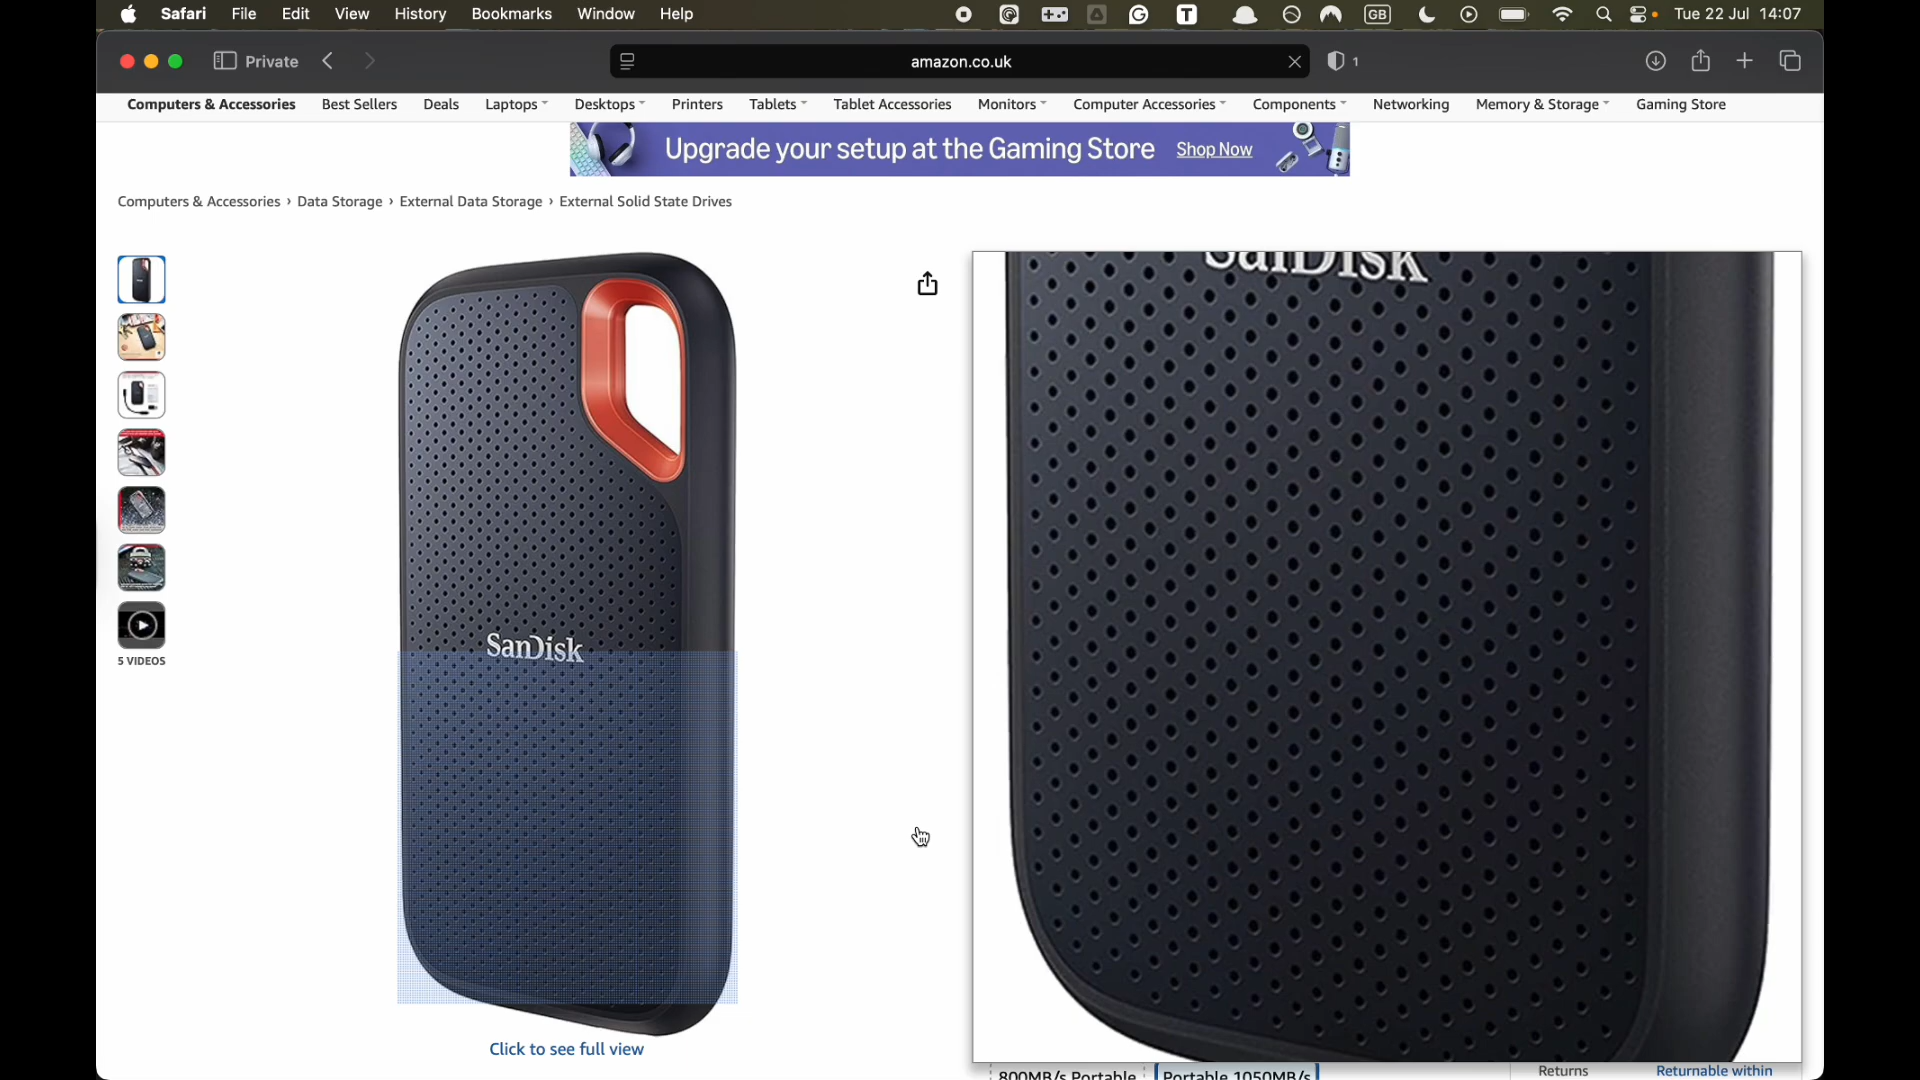 Safari File Edit View History Bookmarks Window Help GB Tue 22 Jul 14:07
Private amazon.co.uk 1
Computers & Accessories Best Sellers Deals Laptops Desktops Printers Tablets Tablet Accessories Monitors Computer Accessories Components Networking Memory & Storage Gaming Store
Upgrade your setup at the Gaming Store Shop Now
Computers & Accessories › Data Storage › External Data Storage › External Solid State Drives
SanDisk
SanDisk
5 VIDEOS
Click to see full view
800MB/s Portable Portable 1050MB/s
Returns Returnable within